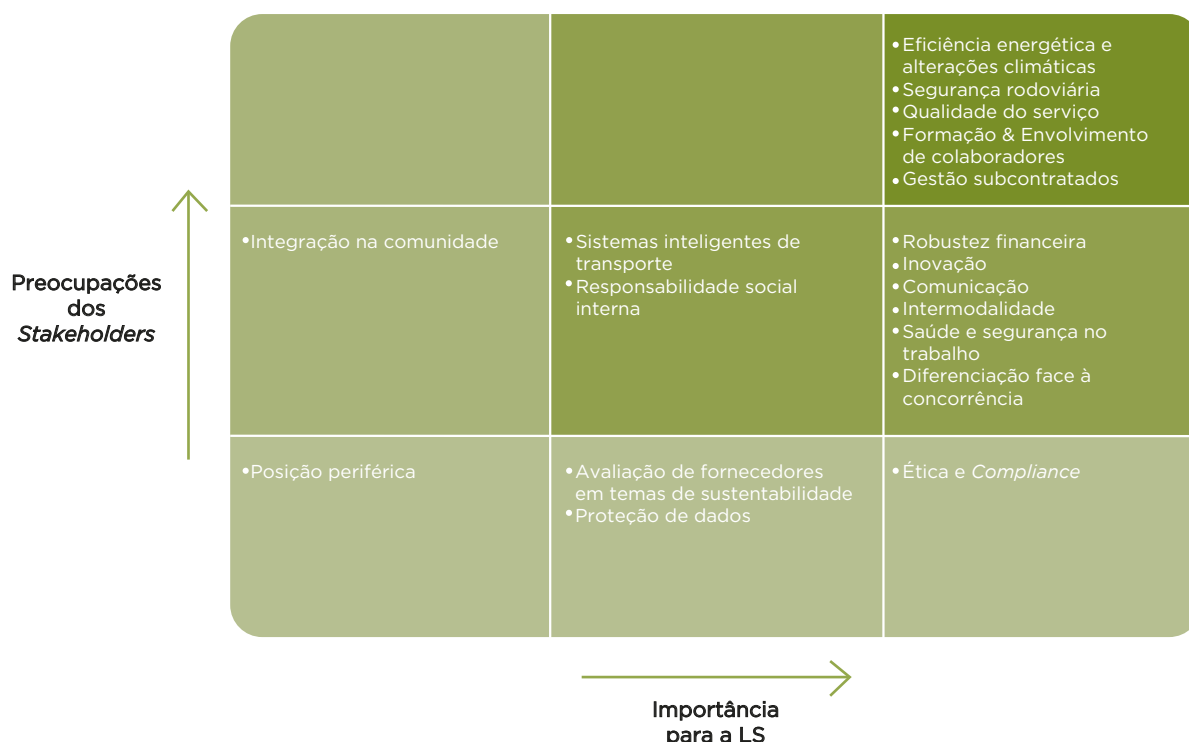 • Eficiência energética e
alterações climáticas
• Segurança rodoviária
• Qualidade do serviço
• Formação & Envolvimento
de colaboradores
• Gestão subcontratados
• Integração na comunidade
• Sistemas inteligentes de
transporte
• Responsabilidade social
interna
• Robustez financeira
• Inovação
• Comunicação
• Intermodalidade
• Saúde e segurança no
trabalho
• Diferenciação face à
concorrência
Preocupações
dos
Stakeholders
• Posição periférica
• Avaliação de fornecedores
em temas de sustentabilidade
• Proteção de dados
• Ética e Compliance
Importância
para a LS